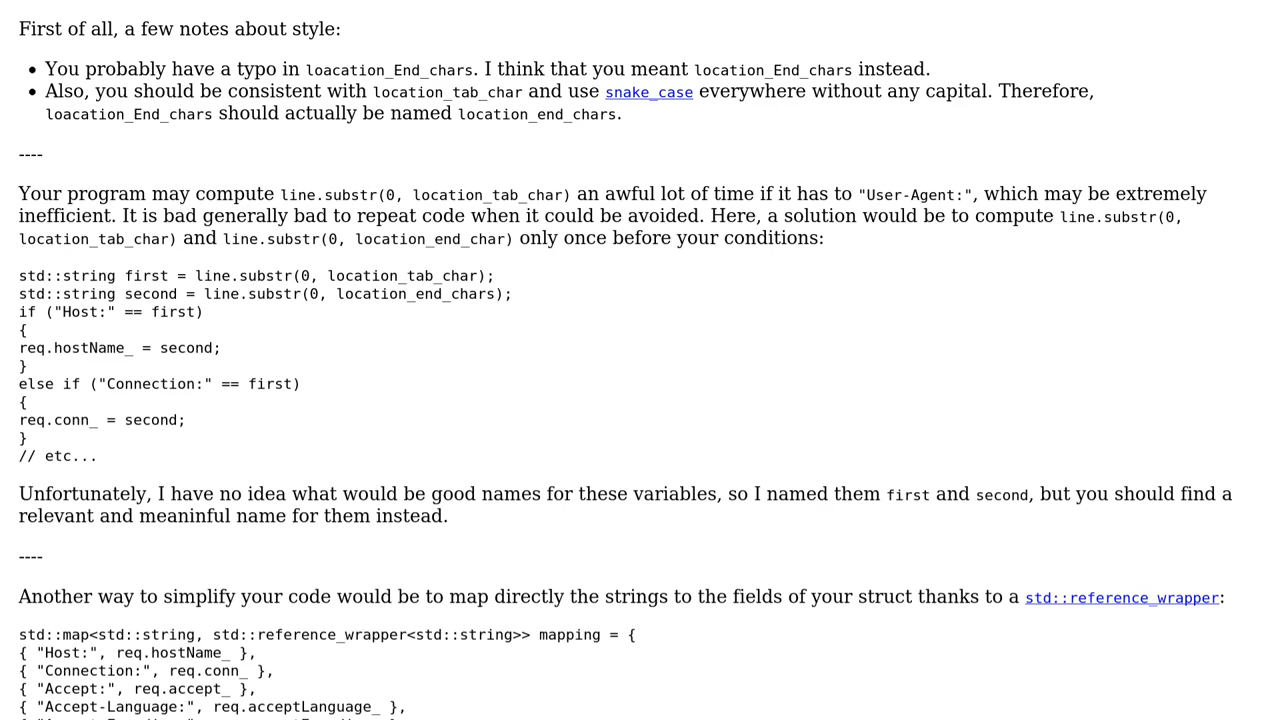 First of all, a few notes about style:
• You probably have a typo in loacation_End_chars. I think that you meant location_End_chars instead.
• Also, you should be consistent with location_tab_char and use snake_case everywhere without any capital. Therefore,
loacation_End_chars should actually be named location_end_chars.
----
Your program may compute line.substr(0, location_tab_char) an awful lot of time if it has to "User-Agent:", which may be extremely
inefficient. It is bad generally bad to repeat code when it could be avoided. Here, a solution would be to compute line.substr(0,
location_tab_char) and line.substr(0, location_end_char) only once before your conditions:
std::string first = line.substr(0, location_tab_char);
std::string second = line.substr(0, location_end_chars);
if ("Host:" == first)
{
req.hostName_ = second;
}
else if ("Connection:" == first)
{
req.conn_ = second;
}
// etc...
Unfortunately, I have no idea what would be good names for these variables, so I named them first and second, but you should find a
relevant and meaninful name for them instead.
----
Another way to simplify your code would be to map directly the strings to the fields of your struct thanks to a std::reference_wrapper:
std::map<std::string, std::reference_wrapper<std::string>> mapping = {
{ "Host:", req.hostName_ },
{ "Connection:", req.conn_ },
{ "Accept:", req.accept_ },
{ "Accept-Language:", req.acceptLanguage_ },